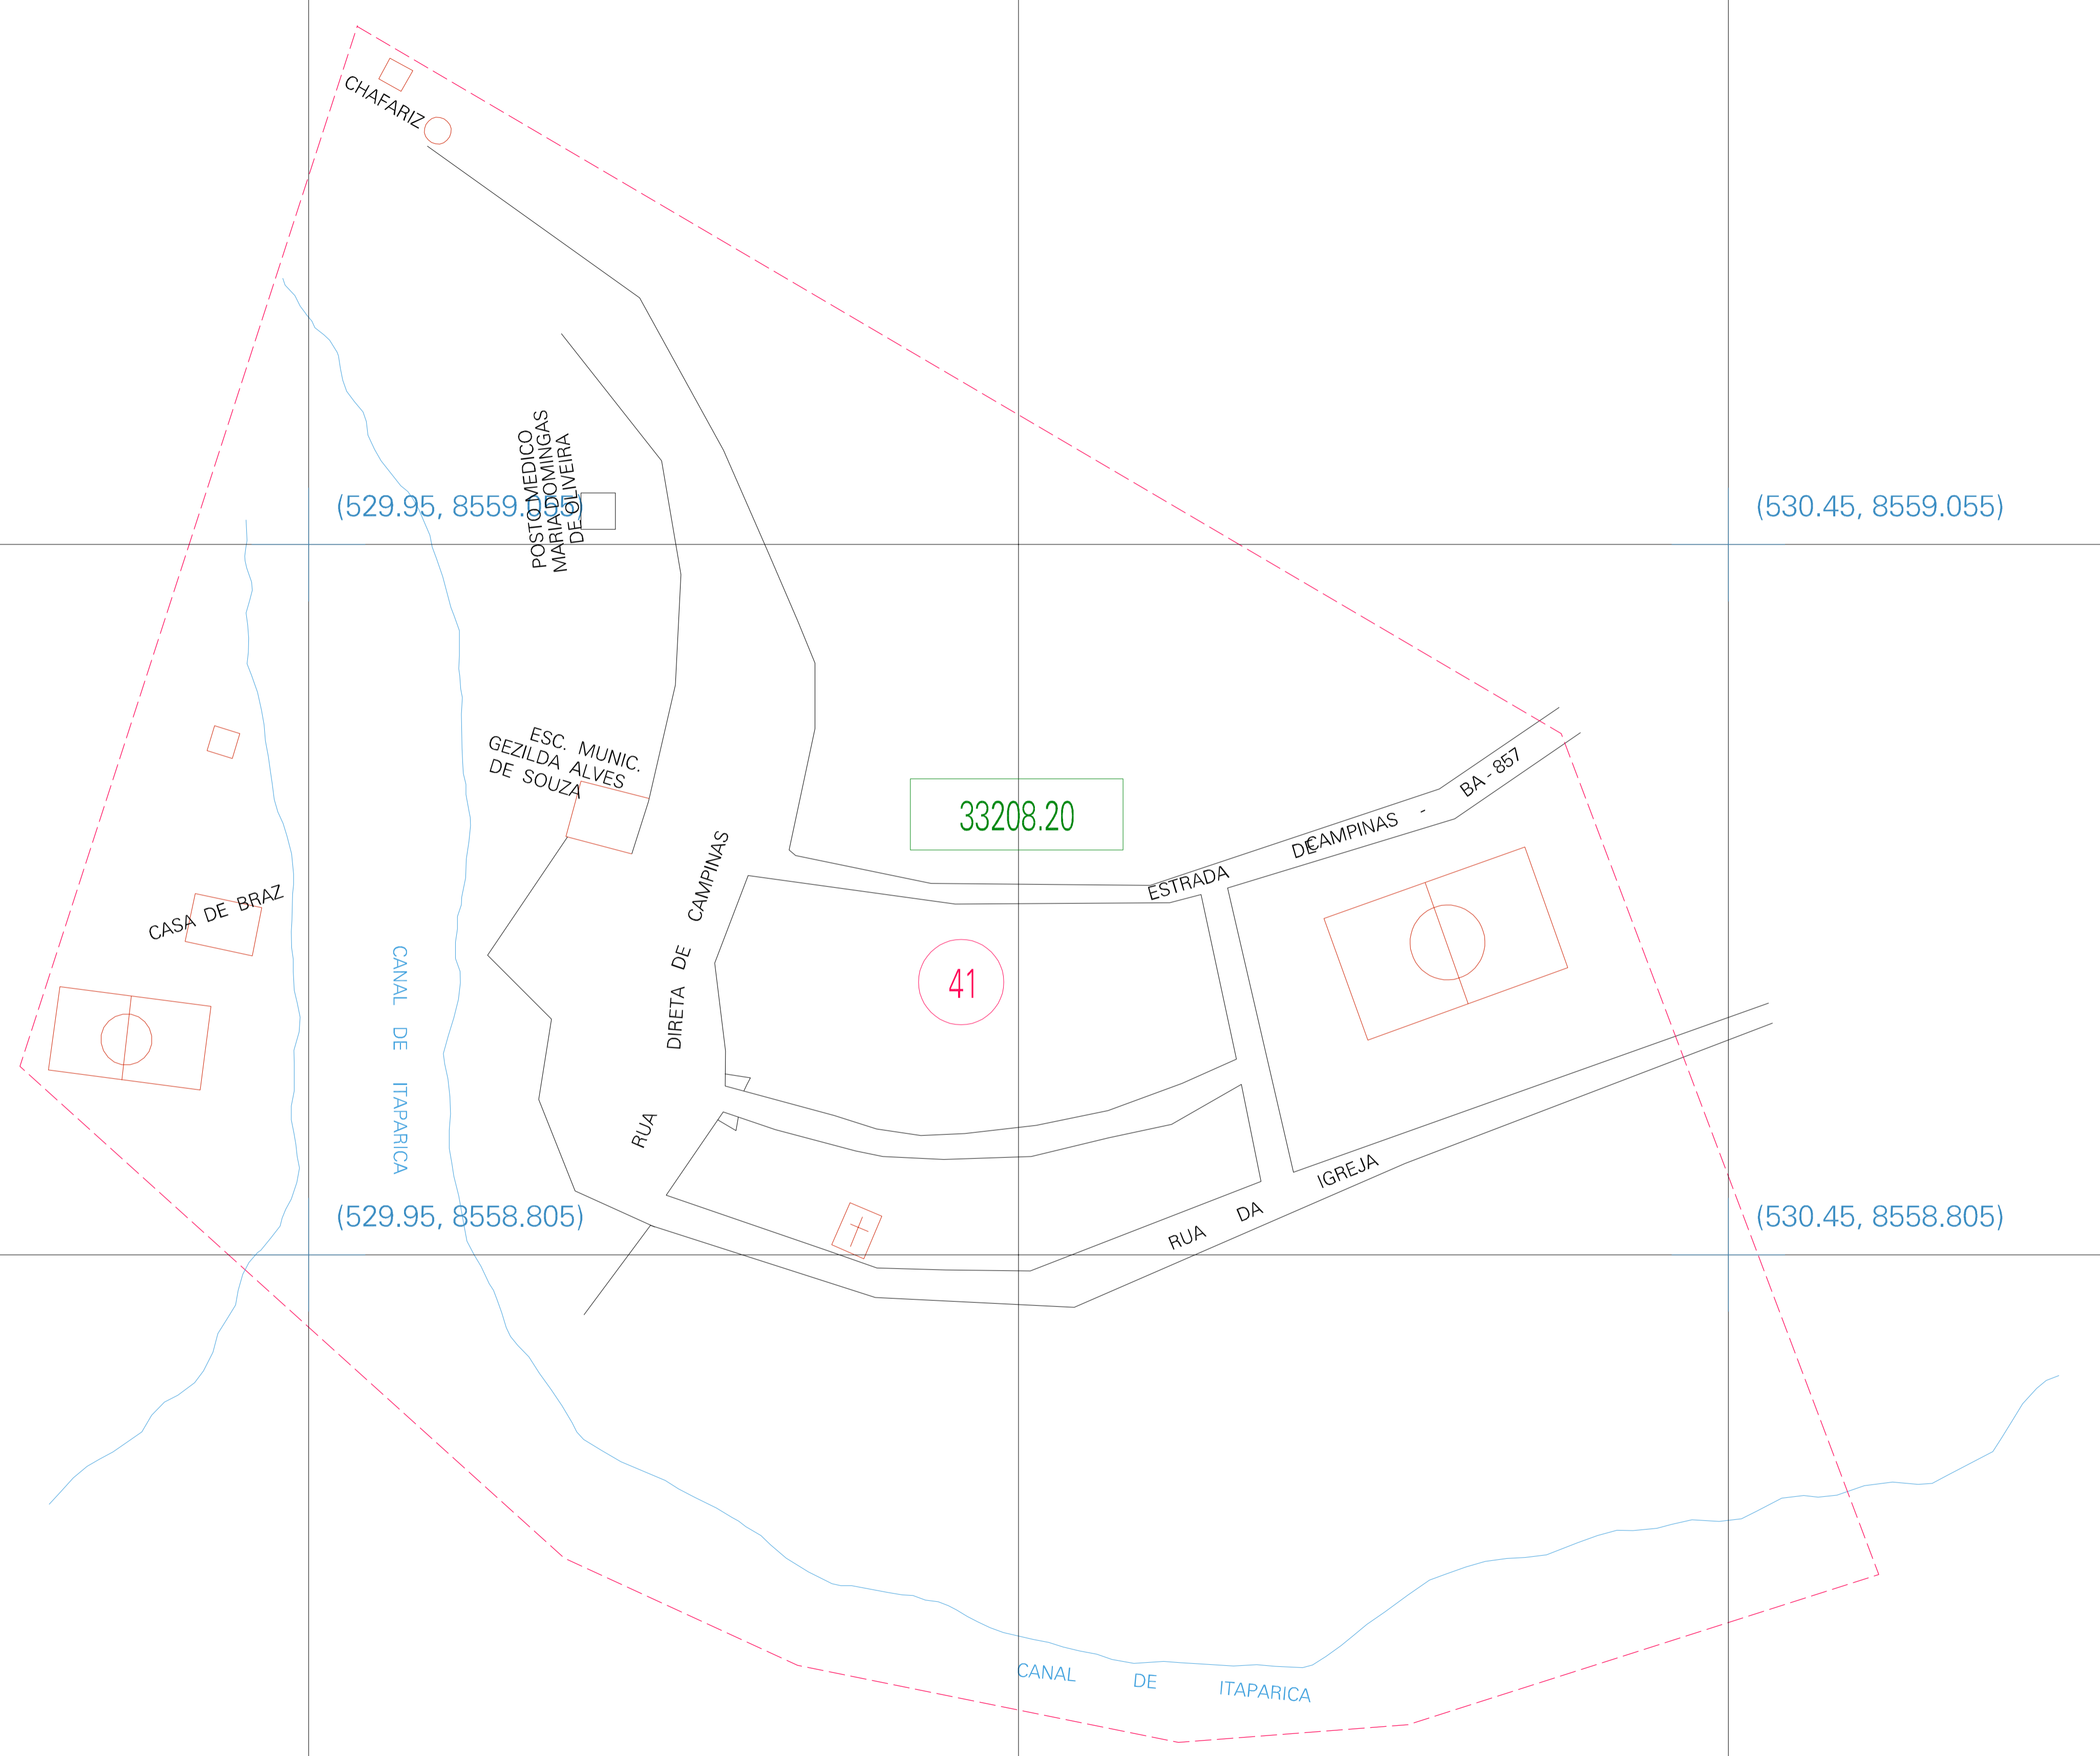 CHAFARIZ
POSTO MEDICO
MARIA DOMINGAS
DE OLIVEIRA
(529.95, 8559.055)
(530.45, 8559.055)
ESC. MUNIC.
GEZILDA ALVES
DE SOUZA
33208.20
ESTRADA DE CAMPINAS - BA - 857
RUA DIRETA DE CAMPINAS
CASA DE BRAZ
41
CANAL DE ITAPARICA
RUA DA IGREJA
(529.95, 8558.805)
(530.45, 8558.805)
CANAL DE ITAPARICA